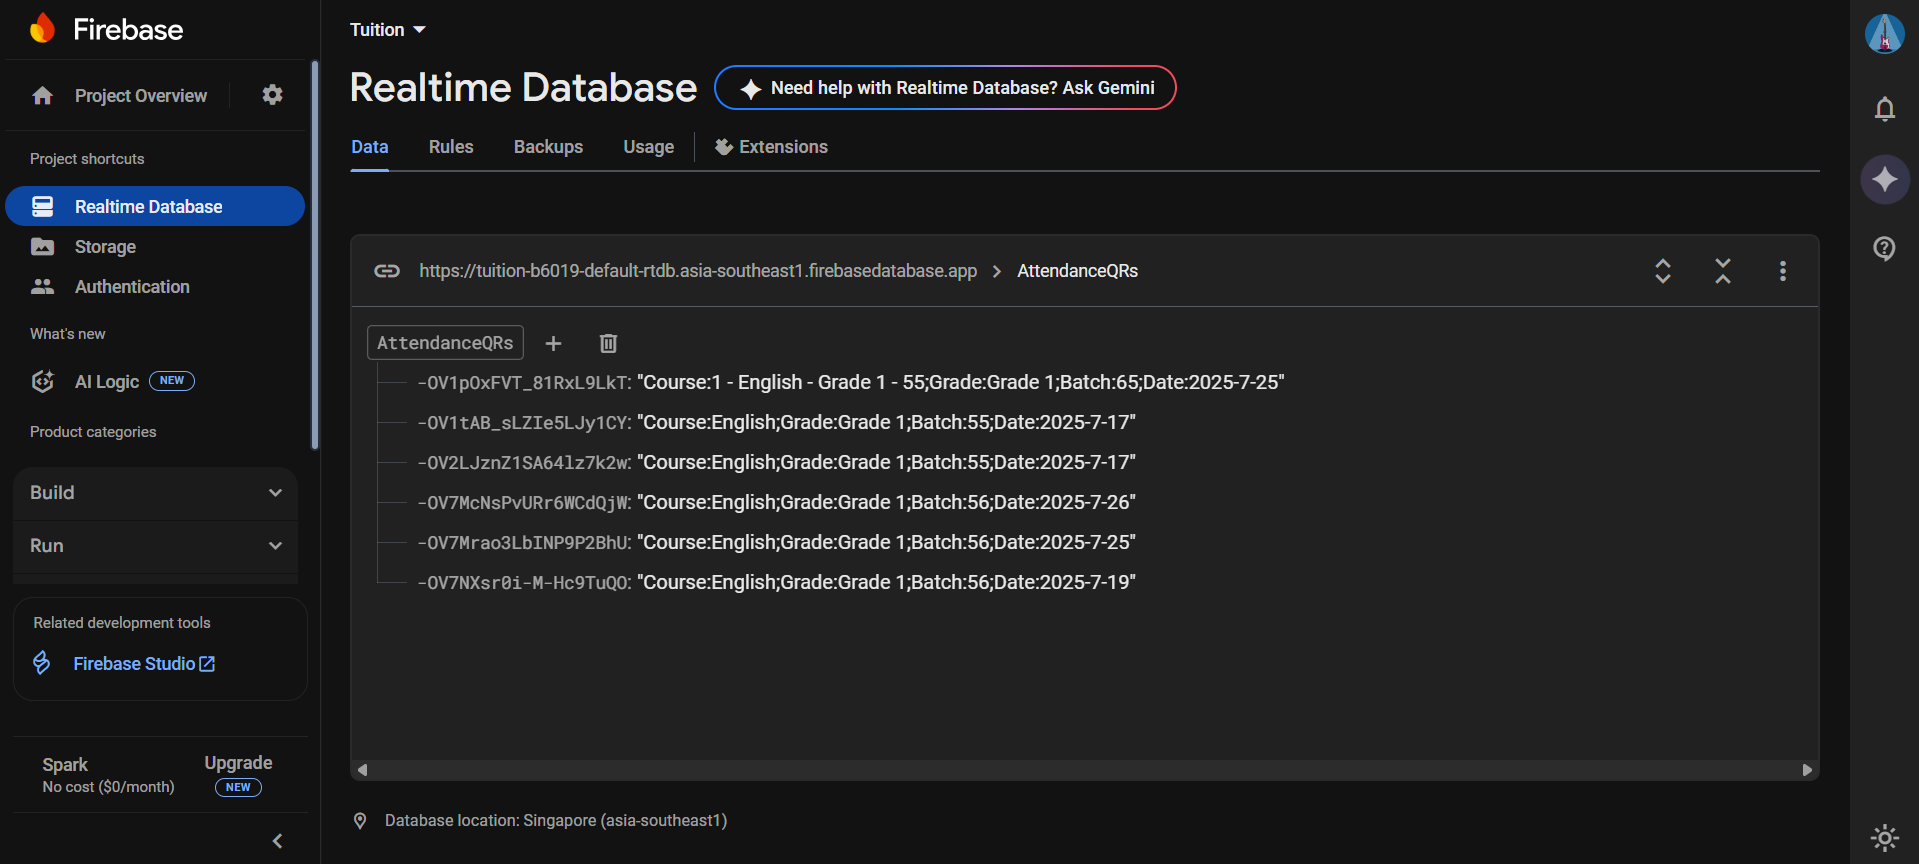 Firebase
Project Overview
Project shortcuts
Realtime Database
Storage
Authentication
What's new
AI Logic NEW
Product categories
Build
Run
Related development tools
Firebase Studio
Spark
No cost ($0/month)
Upgrade
NEW
Tuition
Realtime Database
Need help with Realtime Database? Ask Gemini
Data Rules Backups Usage Extensions
https://tuition-b6019-default-rtdb.asia-southeast1.firebasedatabase.app AttendanceQRs
AttendanceQRs
-OV1pOxFVT_81RxL9LkT: "Course:1 - English - Grade 1 - 55;Grade:Grade 1;Batch:65;Date:2025-7-25"
-OV1tAB_sLZIe5LJy1CY: "Course:English;Grade:Grade 1;Batch:55;Date:2025-7-17"
-OV2LJznZ1SA64lz7k2w: "Course:English;Grade:Grade 1;Batch:55;Date:2025-7-17"
-OV7McNsPvURr6WCdQjW: "Course:English;Grade:Grade 1;Batch:56;Date:2025-7-26"
-OV7Mrao3LbINP9P2BhU: "Course:English;Grade:Grade 1;Batch:56;Date:2025-7-25"
-OV7NXsr0i-M-Hc9TuQO: "Course:English;Grade:Grade 1;Batch:56;Date:2025-7-19"
Database location: Singapore (asia-southeast1)